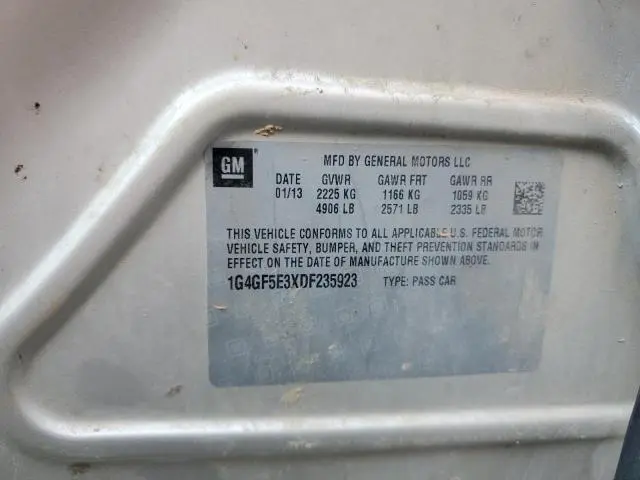 GM
MFD BY GENERAL MOTORS LLC
DATE GVWR GAWR FRT GAWR RR
01/13 2225 KG 1166 KG 1059 KG
4906 LB 2571 LB 2335 LB
THIS VEHICLE CONFORMS TO ALL APPLICABLE U.S. FEDERAL MOTOR
VEHICLE SAFETY, BUMPER, AND THEFT PREVENTION STANDARDS IN
EFFECT ON THE DATE OF MANUFACTURE SHOWN ABOVE.
1G4GF5E3XDF235923 TYPE: PASS CAR